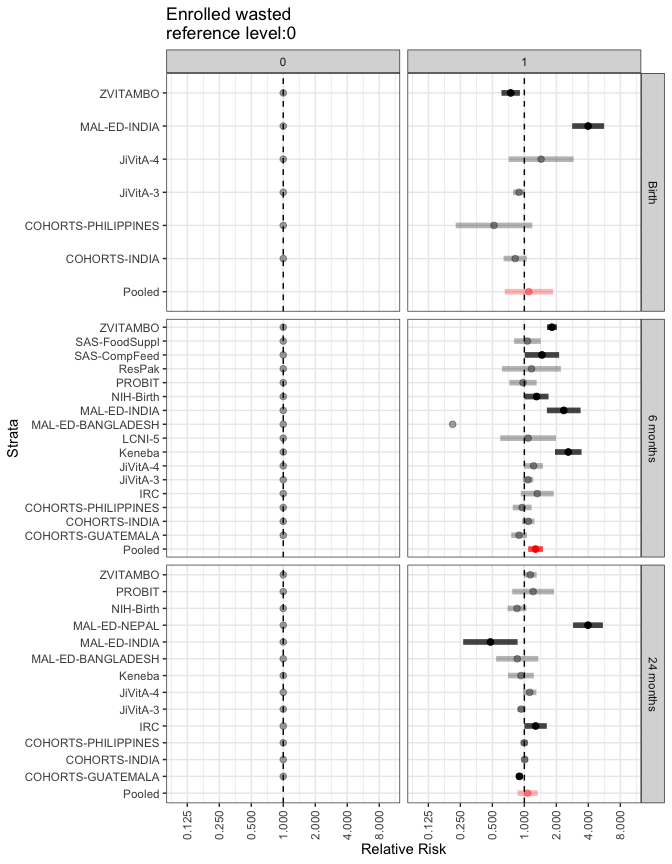 Enrolled wasted
reference level:0
0
1
ZVITAMBO
MAL-ED-INDIA
JiVitA-4
JiVitA-3
COHORTS-PHILIPPINES
COHORTS-INDIA
Pooled
Birth
ZVITAMBO
SAS-FoodSuppl
SAS-CompFeed
ResPak
PROBIT
NIH-Birth
MAL-ED-INDIA
MAL-ED-BANGLADESH
LCNI-5
Keneba
JiVitA-4
JiVitA-3
IRC
COHORTS-PHILIPPINES
COHORTS-INDIA
COHORTS-GUATEMALA
Pooled
6 months
ZVITAMBO
PROBIT
NIH-Birth
MAL-ED-NEPAL
MAL-ED-INDIA
MAL-ED-BANGLADESH
Keneba
JiVitA-4
JiVitA-3
IRC
COHORTS-PHILIPPINES
COHORTS-INDIA
COHORTS-GUATEMALA
Pooled
24 months
Strata
0.125 0.250 0.500 1.000 2.000 4.000 8.000
0.125 0.250 0.500 1.000 2.000 4.000 8.000
Relative Risk